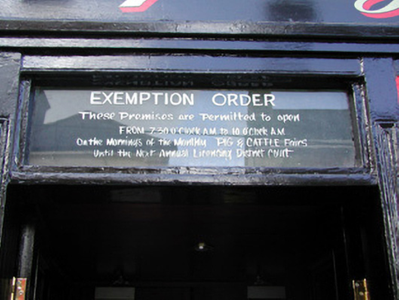 EXEMPTION ORDER
These Premises are Permitted to open
FROM 7.30 O'Clock A.M. to 10 O'Clock A.M
On the Mornings of the Monthly PIG & CATTLE Fairs
Until the Next Annual Licencing District Court